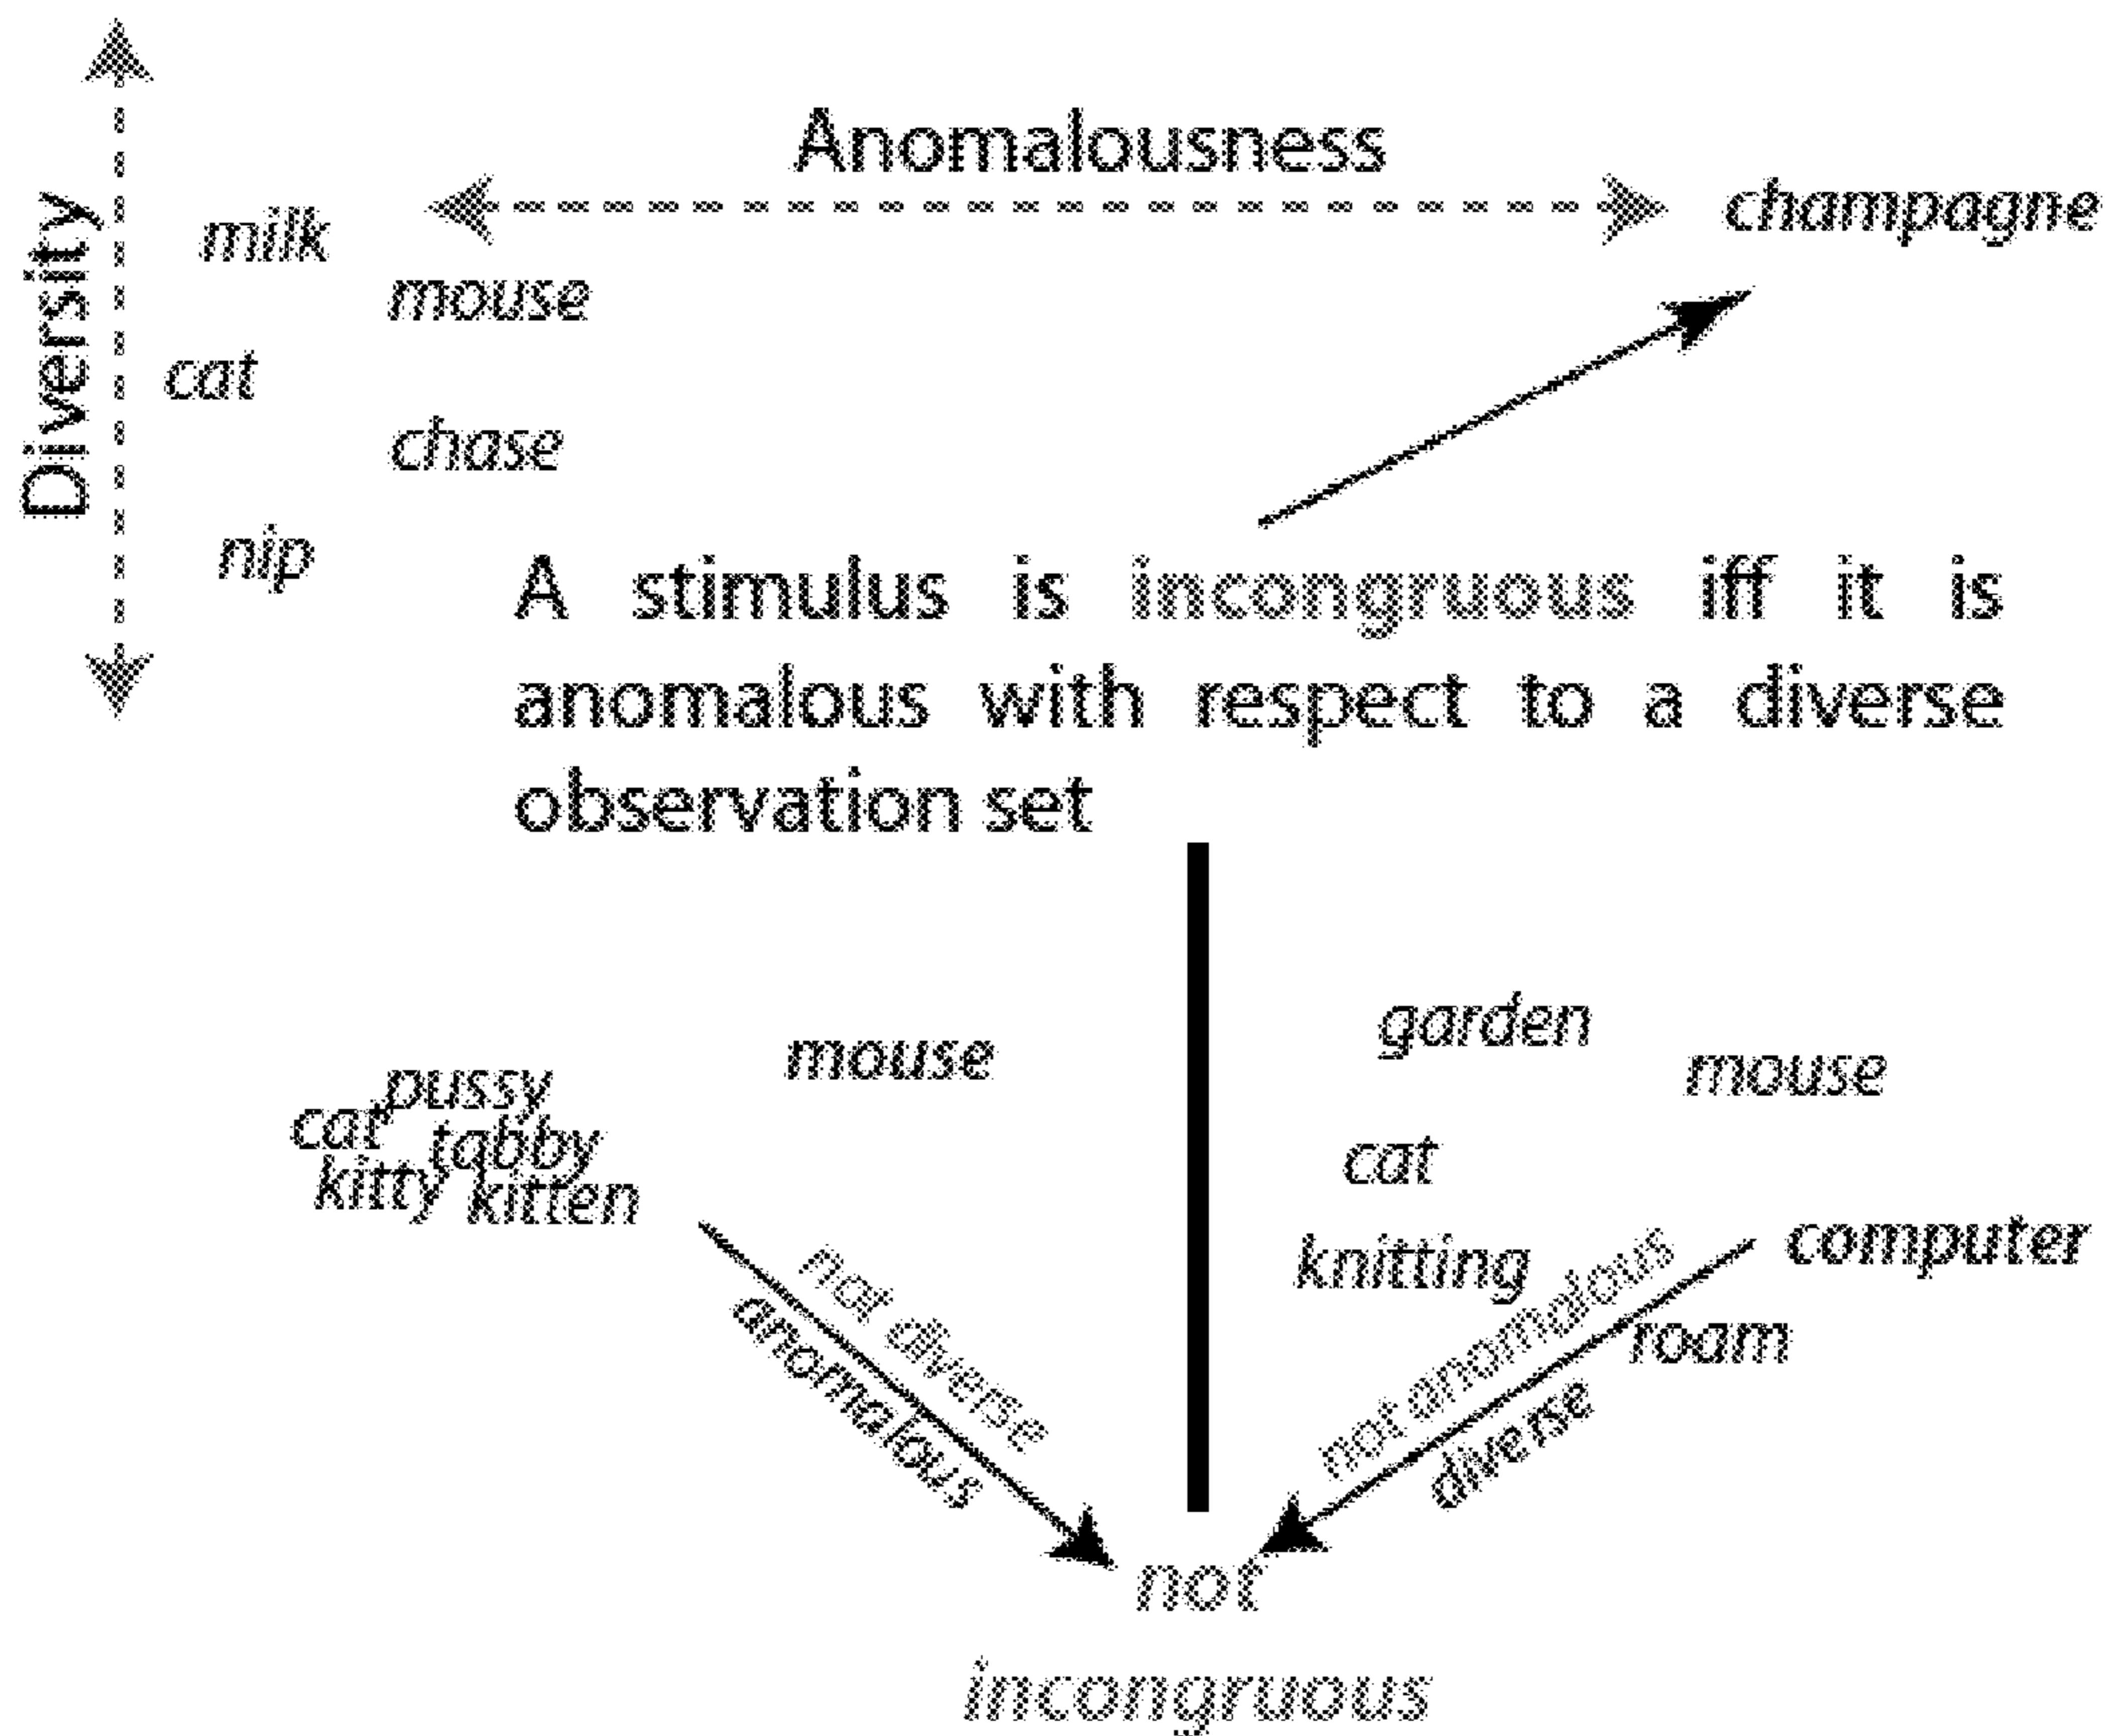 Anomalousness
Diversity
milk
champagne
mouse
cat
chase
nip
A stimulus is incongruous iff it is
anomalous with respect to a diverse
observation set
mouse
pussy
cat
tabby
kitty
kitten
not diverse
anomalous
garden
mouse
cat
computer
knitting
roam
not anomalous
diverse
not
incongruous